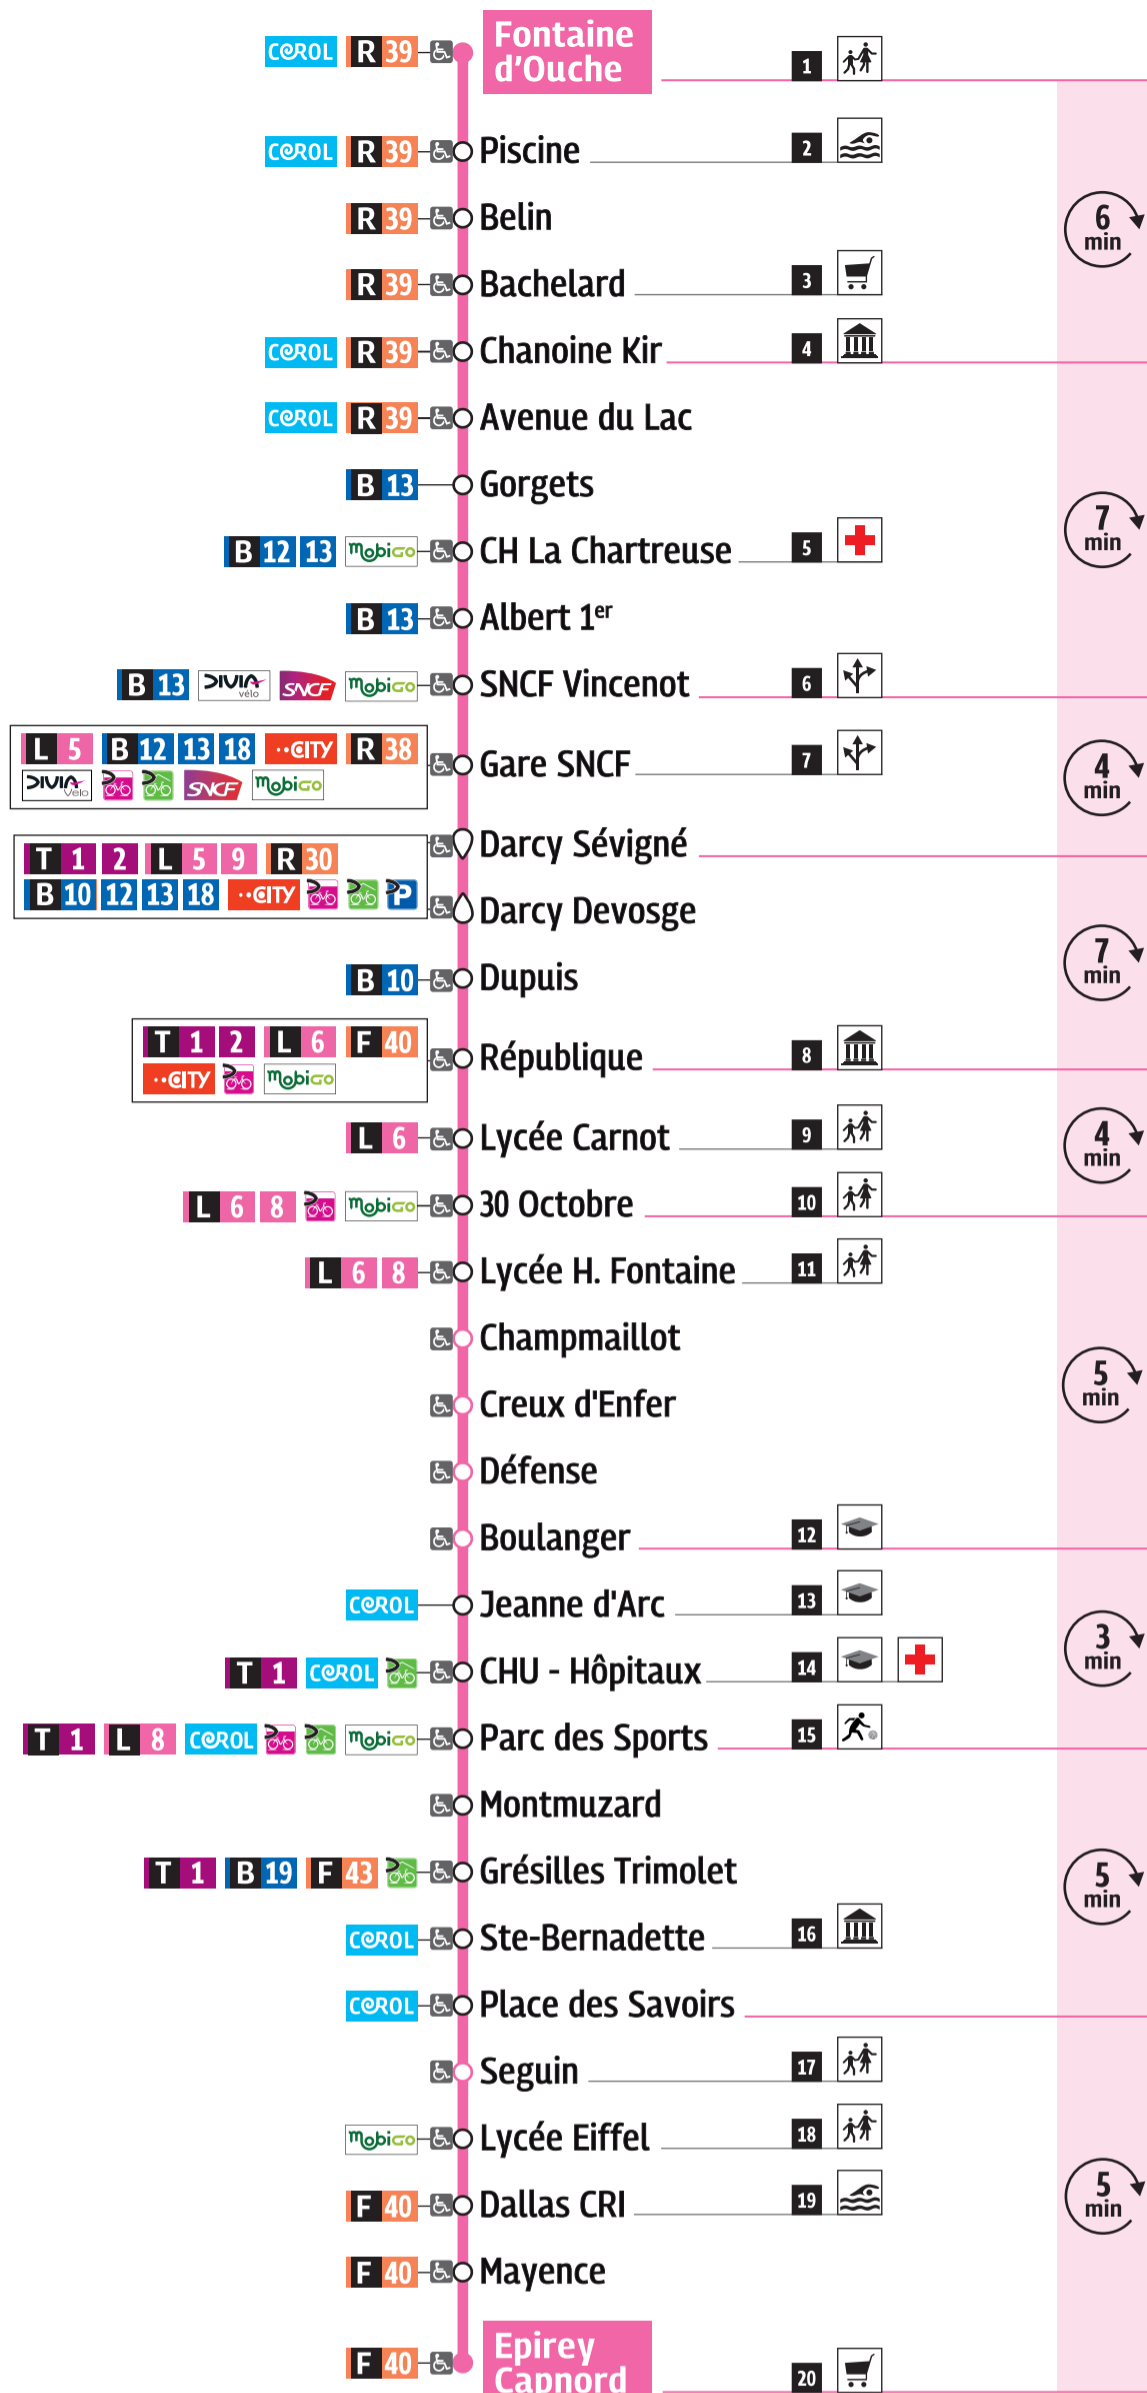 COROL R 39 Fontaine
d'Ouche 1
COROL R 39 Piscine 2
R 39 Belin
6
min
R 39 Bachelard 3
COROL R 39 Chanoine Kir 4
COROL R 39 Avenue du Lac
B 13 Gorgets
7
min
B 12 13 mobiGO CH La Chartreuse 5
B 13 Albert 1er
B 13 DIVIA vélo SNCF mobiGO SNCF Vincenot 6
L 5 B 12 13 18 CITY R 38
DIVIA Vélo SNCF mobiGO
Gare SNCF 7
4
min
T 1 2 L 5 9 R 30
B 10 12 13 18 CITY P
Darcy Sévigné
Darcy Devosge
7
min
B 10 Dupuis
T 1 2 L 6 F 40
CITY mobiGO
République 8
L 6 Lycée Carnot 9
4
min
L 6 8 mobiGO 30 Octobre 10
L 6 8 Lycée H. Fontaine 11
Champmaillot
5
min
Creux d'Enfer
Défense
Boulanger 12
COROL Jeanne d'Arc 13
3
min
T 1 COROL CHU - Hôpitaux 14
T 1 L 8 COROL mobiGO Parc des Sports 15
Montmuzard
T 1 B 19 F 43 Grésilles Trimolet
5
min
COROL Ste-Bernadette 16
COROL Place des Savoirs
Seguin 17
mobiGO Lycée Eiffel 18
F 40 Dallas CRI 19
5
min
F 40 Mayence
F 40 Epirey
Capnord 20